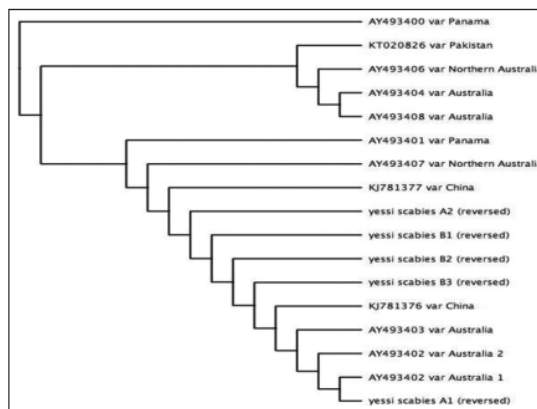 AY493400 var Panama
KT020826 var Pakistan
AY493406 var Northern Australia
AY493404 var Australia
AY493408 var Australia
AY493401 var Panama
AY493407 var Northern Australia
KJ781377 var China
yessi scabies A2 (reversed)
yessi scabies B1 (reversed)
yessi scabies B2 (reversed)
yessi scabies B3 (reversed)
KJ781376 var China
AY493403 var Australia
AY493402 var Australia 2
AY493402 var Australia 1
yessi scabies A1 (reversed)